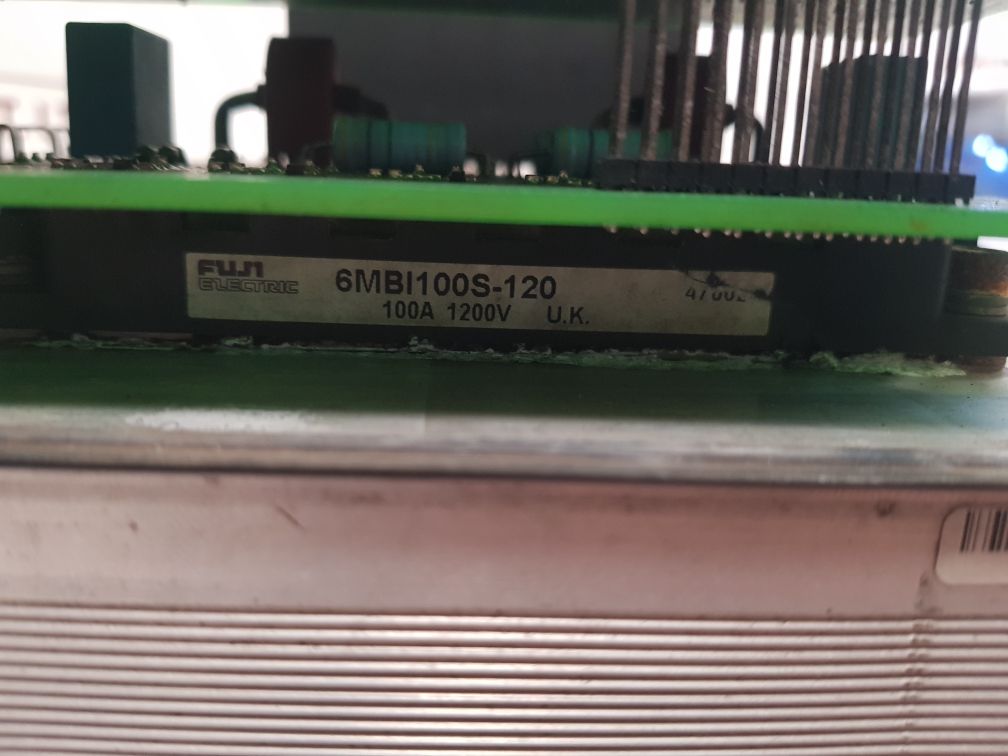 FUJI
ELECTRIC
6MBI100S-120
100A 1200V U.K.